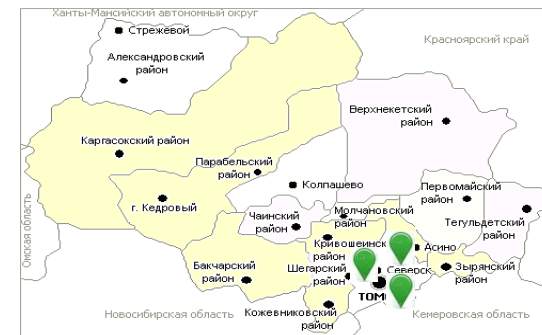 Ханты-Мансийский автономный округ
Стрежевой
Красноярский край
Александровский
район
Верхнекетский
район
Каргасокский район
Парабельский
район
Колпашево
Первомайский
район
г. Кедровый
Чаинский
район
Молчановский
район
Тегульдетский
район
Омская область
Кривошеинск
район
Асино
Бакчарский
район
Шегарский
район
Северск
Зырянский
район
ТОМ
Новосибирская область
Кожевниковский
район
Кемеровская область